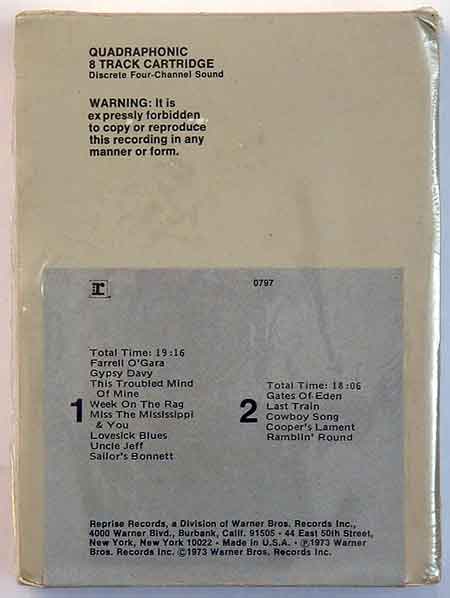 QUADRAPHONIC
8 TRACK CARTRIDGE
Discrete Four-Channel Sound
WARNING: It is
expressly forbidden
to copy or reproduce
this recording in any
manner or form.
r
0797
1
Total Time: 19:16
Farrell O'Gara
Gypsy Davy
This Troubled Mind
Of Mine
Week On The Rag
Miss The Mississippi
& You
Lovesick Blues
Uncle Jeff
Sailor's Bonnett
2
Total Time: 18:06
Gates Of Eden
Last Train
Cowboy Song
Cooper's Lament
Ramblin' Round
Reprise Records, a Division of Warner Bros. Records Inc.,
4000 Warner Blvd., Burbank, Calif. 91505 • 44 East 50th Street,
New York, New York 10022 • Made in U.S.A. • ℗1973 Warner
Bros. Records Inc. ©1973 Warner Bros. Records Inc.